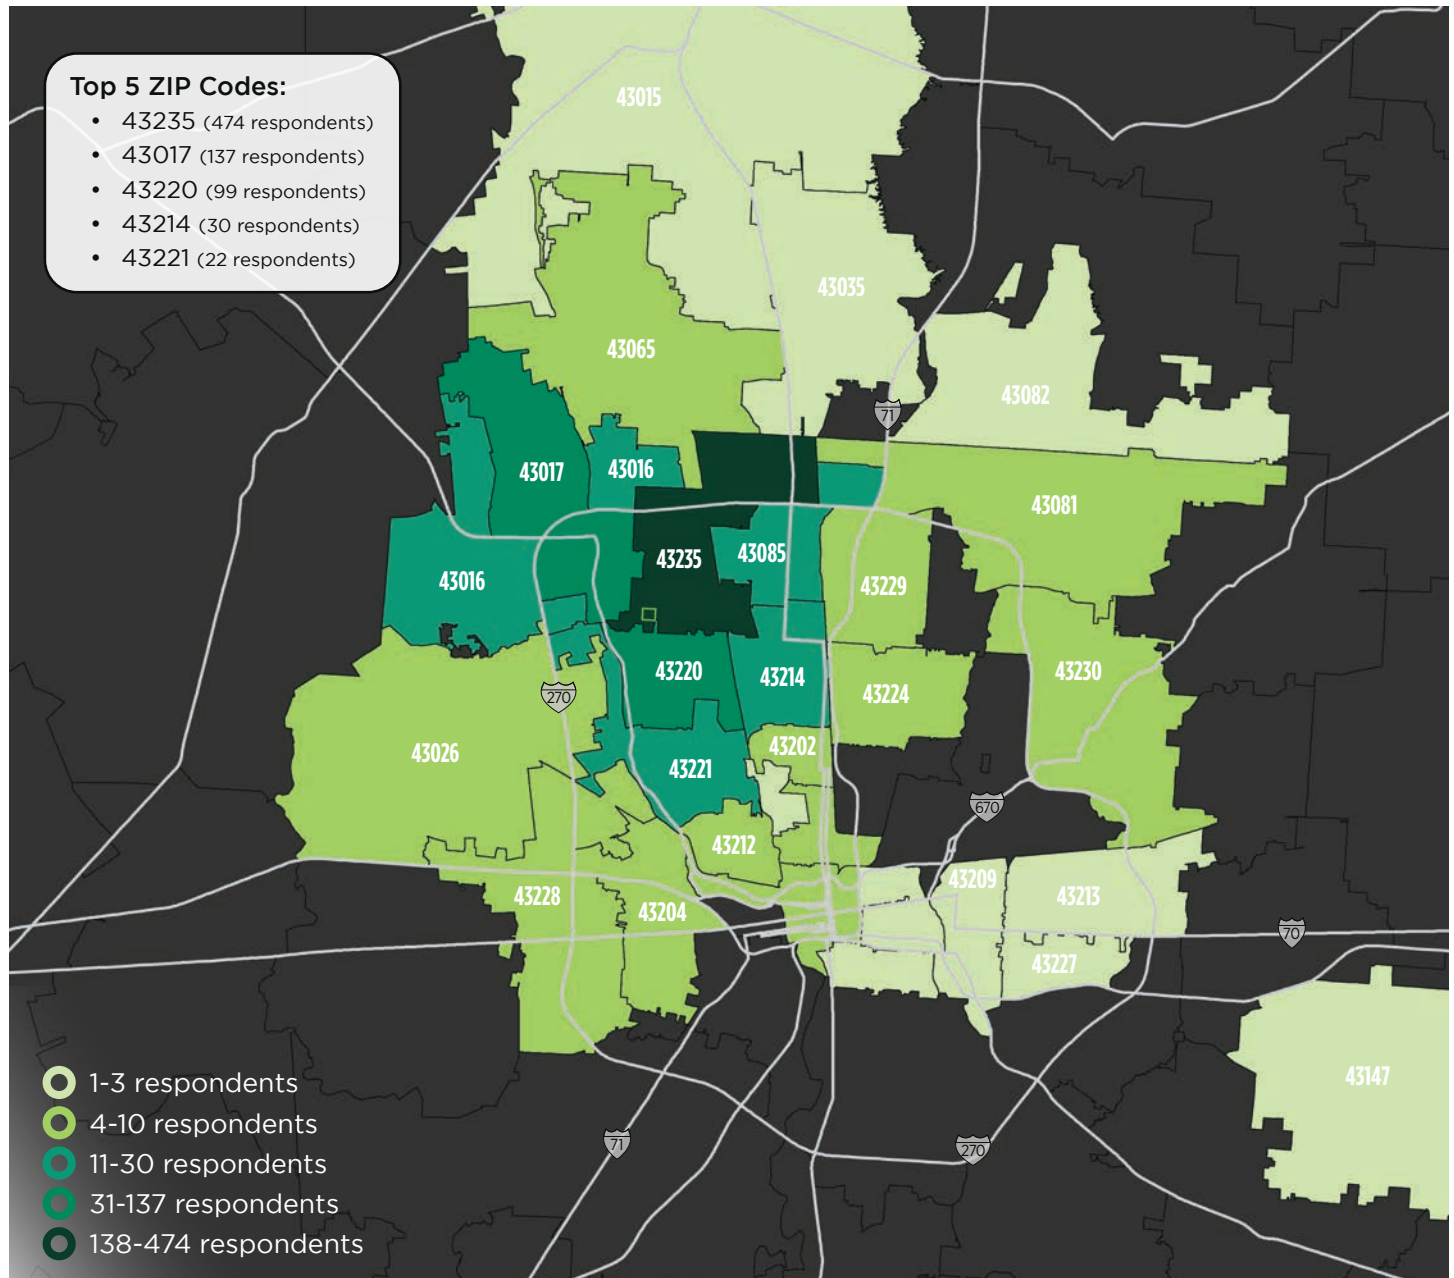 Top 5 ZIP Codes:
• 43235 (474 respondents)
• 43017 (137 respondents)
• 43220 (99 respondents)
• 43214 (30 respondents)
• 43221 (22 respondents)
43015
43035
43065
43082
71
43017
43016
43081
43235
43085
43016
43229
43220
43214
43230
43224
270
43202
43026
43221
670
43212
43209
43213
43228
43204
70
43227
43147
1-3 respondents
4-10 respondents
11-30 respondents
31-137 respondents
138-474 respondents
71
270